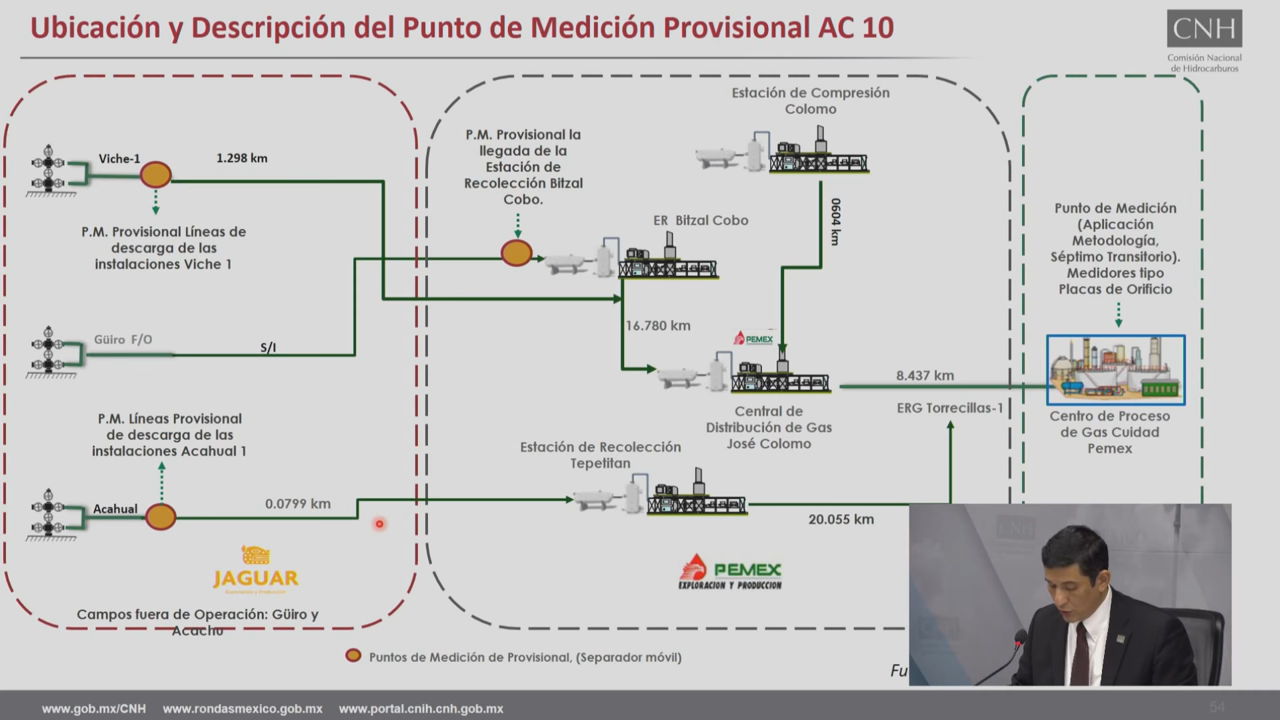 Ubicación y Descripción del Punto de Medición Provisional AC 10
CNH
Comisión Nacional
de Hidrocarburos
Viche-1
1.298 km
P.M. Provisional Líneas de
descarga de las
instalaciones Viche 1
Güiro F/O
S/I
P.M. Líneas Provisional
de descarga de las
instalaciones Acahual 1
Acahual
0.0799 km
JAGUAR
Campos fuera de Operación: Güiro y
Acachu
P.M. Provisional la
llegada de la
Estación de
Recolección Bitzal
Cobo.
Estación de Compresión
Colomo
0604 km
ER Bitzal Cobo
16.780 km
PEMEX
Central de
Distribución de Gas
José Colomo
8.437 km
ERG Torrecillas-1
Estación de Recolección
Tepetitan
20.055 km
PEMEX
EXPLORACION Y PRODUCCION
Punto de Medición
(Aplicación
Metodología,
Séptimo Transitorio).
Medidores tipo
Placas de Orificio
Centro de Proceso
de Gas Cuidad
Pemex
Puntos de Medición de Provisional, (Separador móvil)
Fu
CNH
www.gob.mx/CNH www.rondasmexico.gob.mx www.portal.cnih.cnh.gob.mx
54